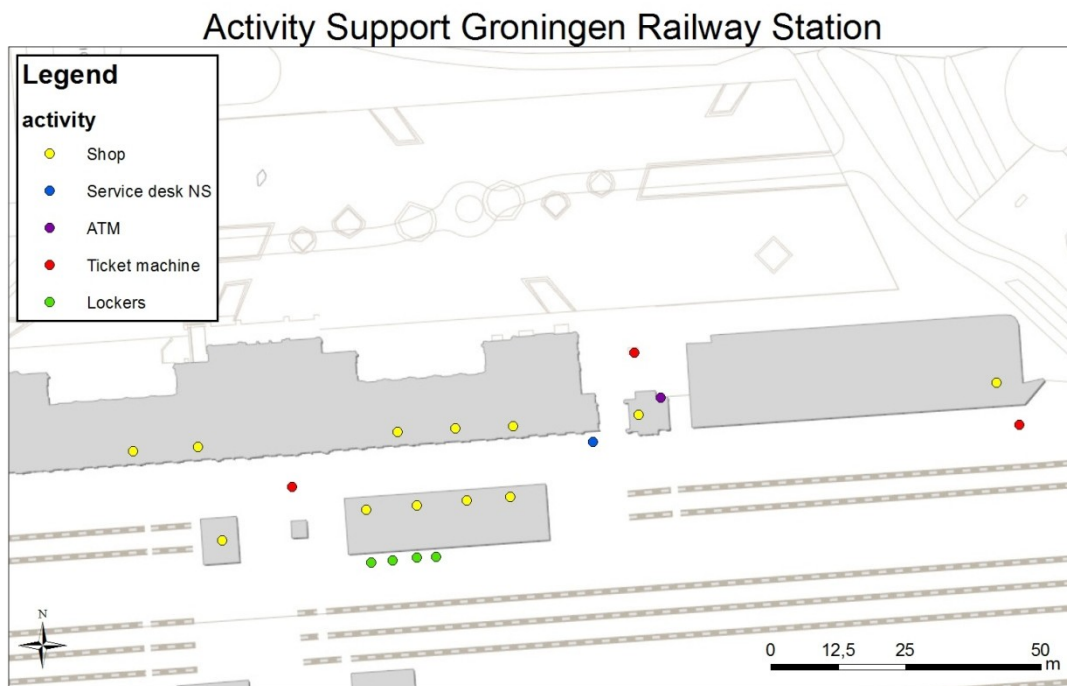 Activity Support Groningen Railway Station
Legend
activity
Shop
Service desk NS
ATM
Ticket machine
Lockers
N
0 12,5 25 50
m